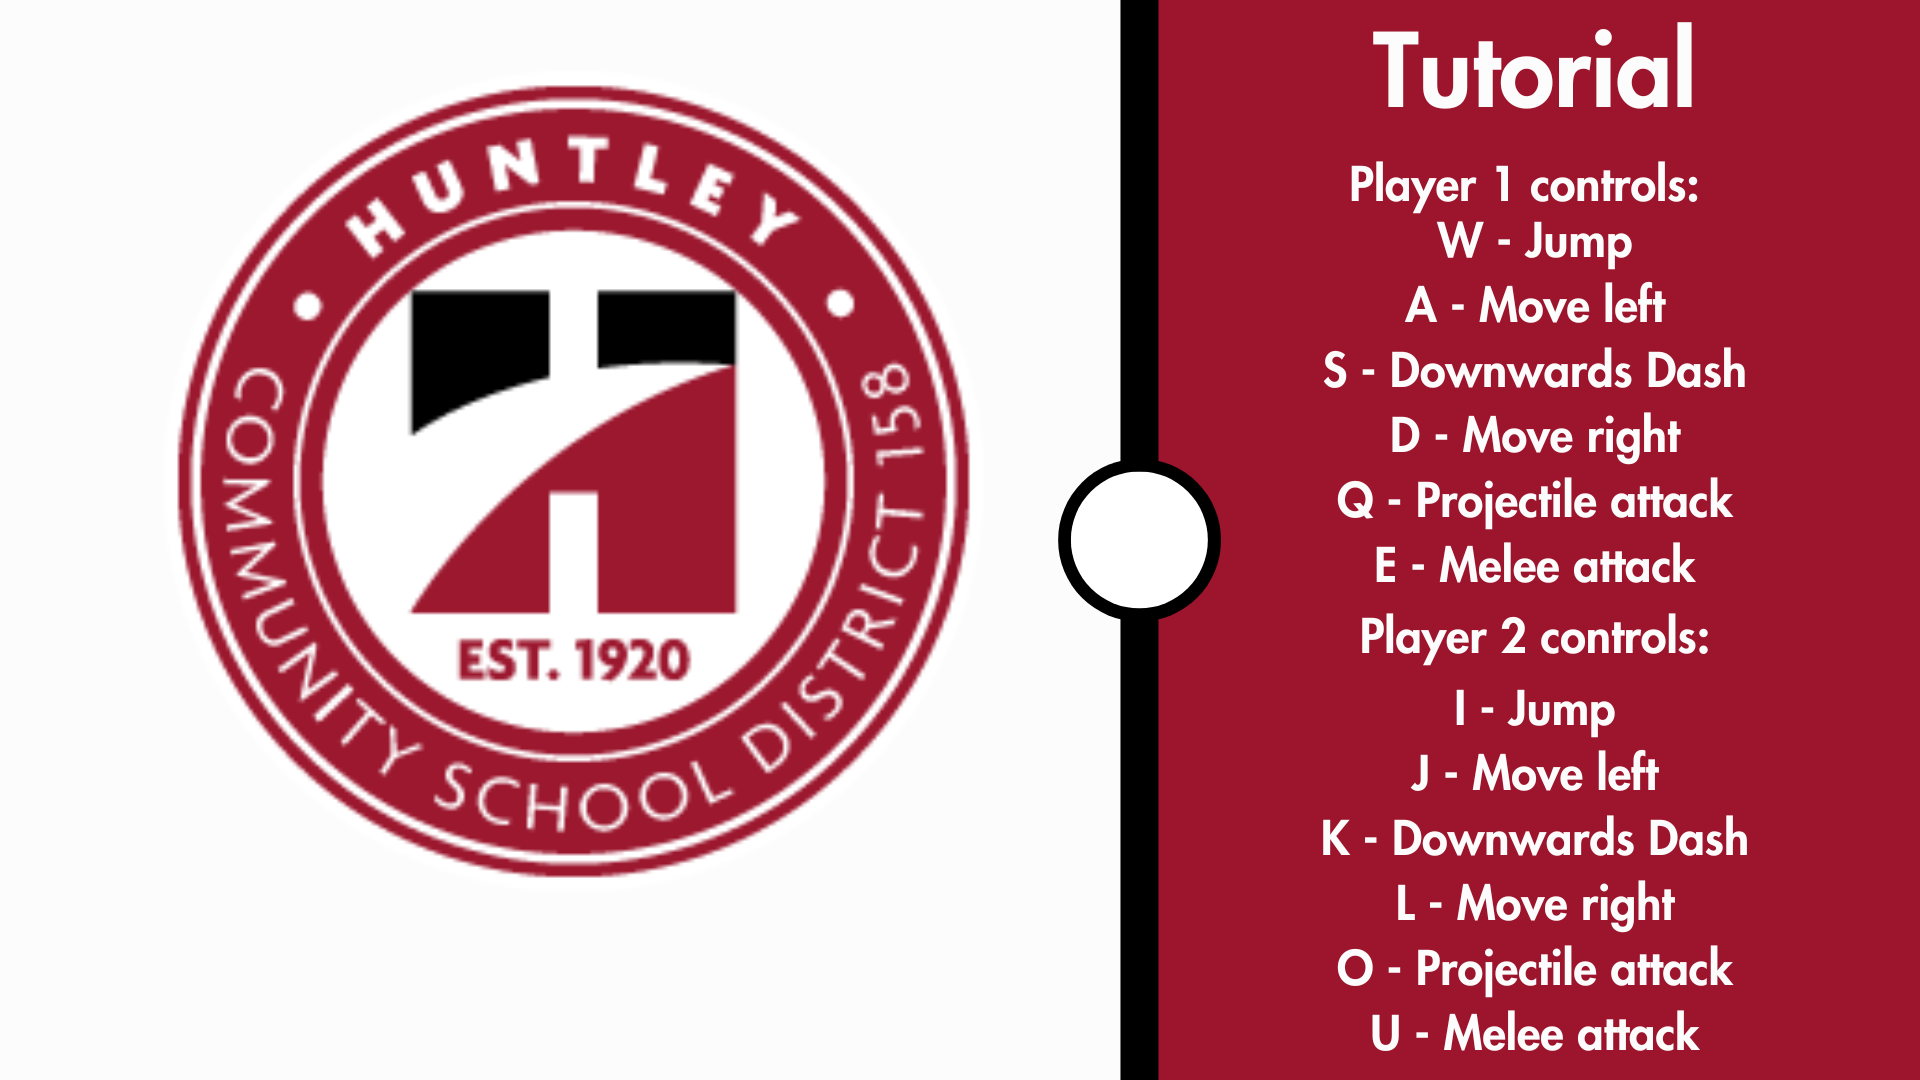 HUNTLEY
COMMUNITY SCHOOL DISTRICT 158
EST. 1920
Tutorial
Player 1 controls:
W - Jump
A - Move left
S - Downwards Dash
D - Move right
Q - Projectile attack
E - Melee attack
Player 2 controls:
I - Jump
J - Move left
K - Downwards Dash
L - Move right
O - Projectile attack
U - Melee attack